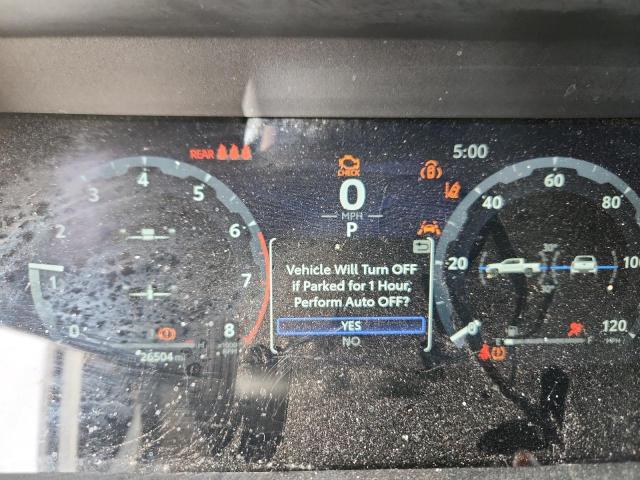 REAR
5:00
CHECK
0
MPH
P
0
1
2
3
4
5
6
7
8
26504
Vehicle Will Turn OFF
if Parked for 1 Hour,
Perform Auto OFF?
YES
NO
20
40
60
80
100
120
MPH
E
F